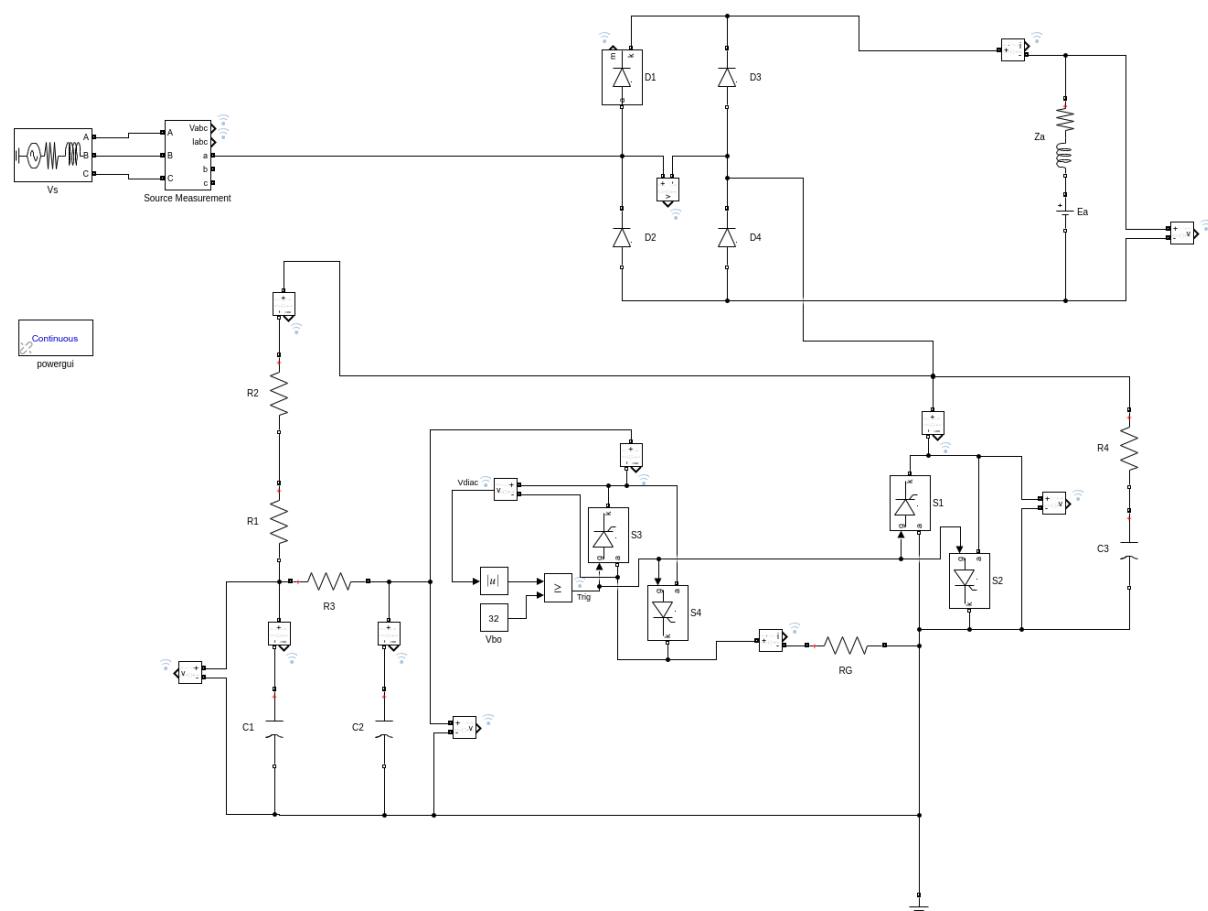 D1
D3
i
+
-
m
k
a
Za
A
B
C
A
B
C
Vabc
Iabc
a
b
c
Vs
Source Measurement
+
-
v
D2
D4
+
Ea
+
-
v
Continuous
powergui
+
-
i
R2
+
-
i
R4
+
-
i
Vdiac
v
+
-
k
S3
g
a
k
S1
g
a
+
-
v
R1
C3
g
a
S2
k
|u|
≥
Trig
32
Vbo
g
a
S4
k
R3
+
-
i
+
-
i
+
i
-
RG
v
+
-
C1
C2
+
-
v